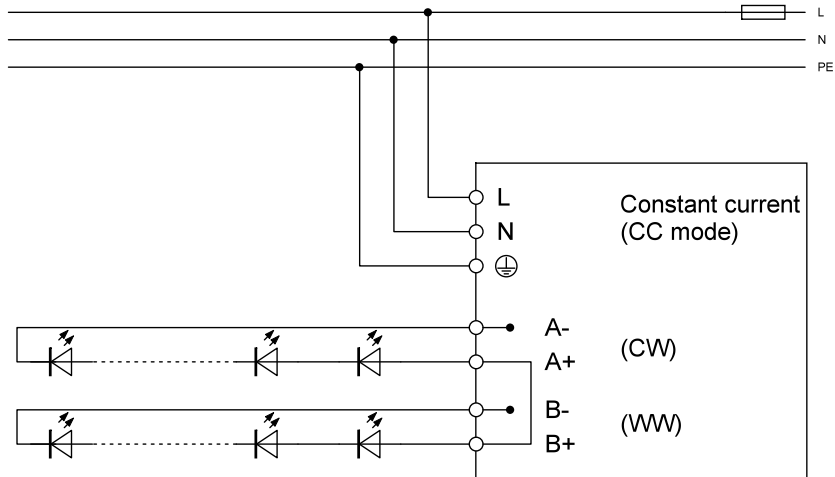 L
N
PE
L
N
Constant current
(CC mode)
A-
A+
(CW)
B-
B+
(WW)